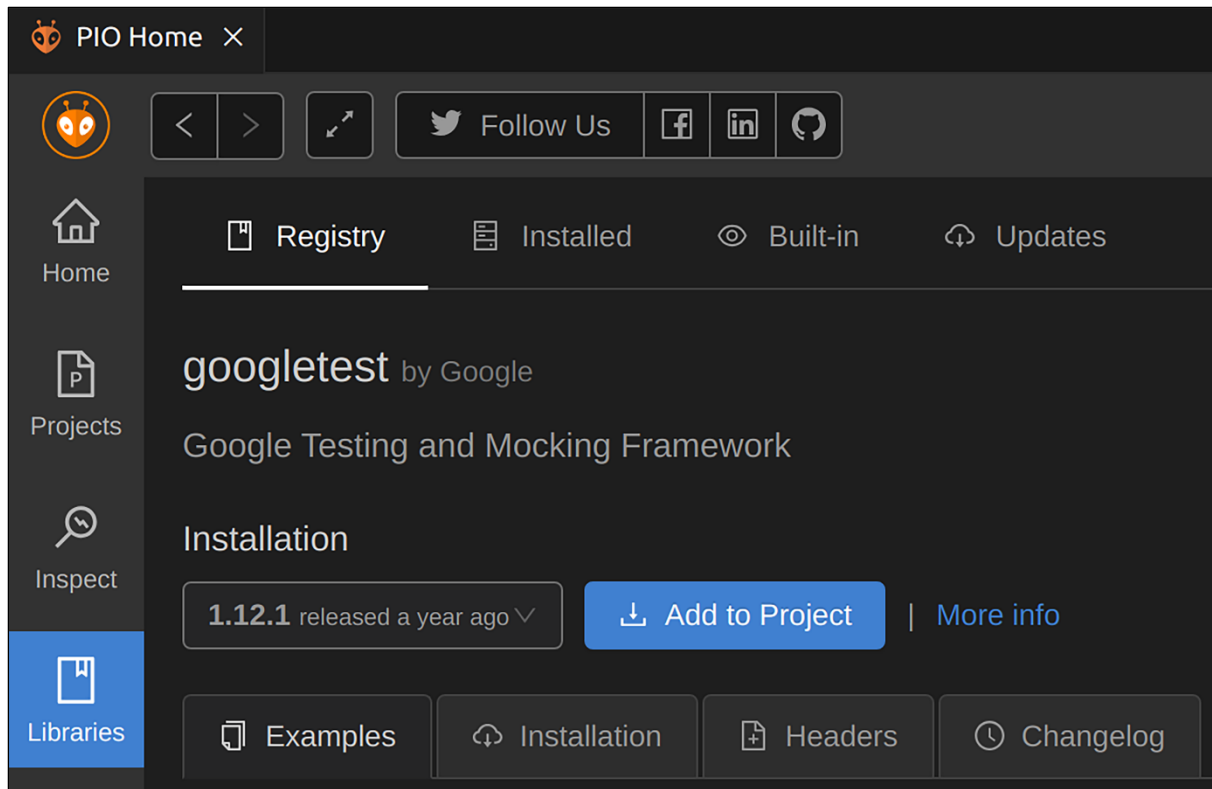 PIO Home
Follow Us
Home
Projects
Inspect
Libraries
Registry Installed Built-in Updates
googletest by Google
Google Testing and Mocking Framework
Installation
1.12.1 released a year ago Add to Project | More info
Examples Installation Headers Changelog